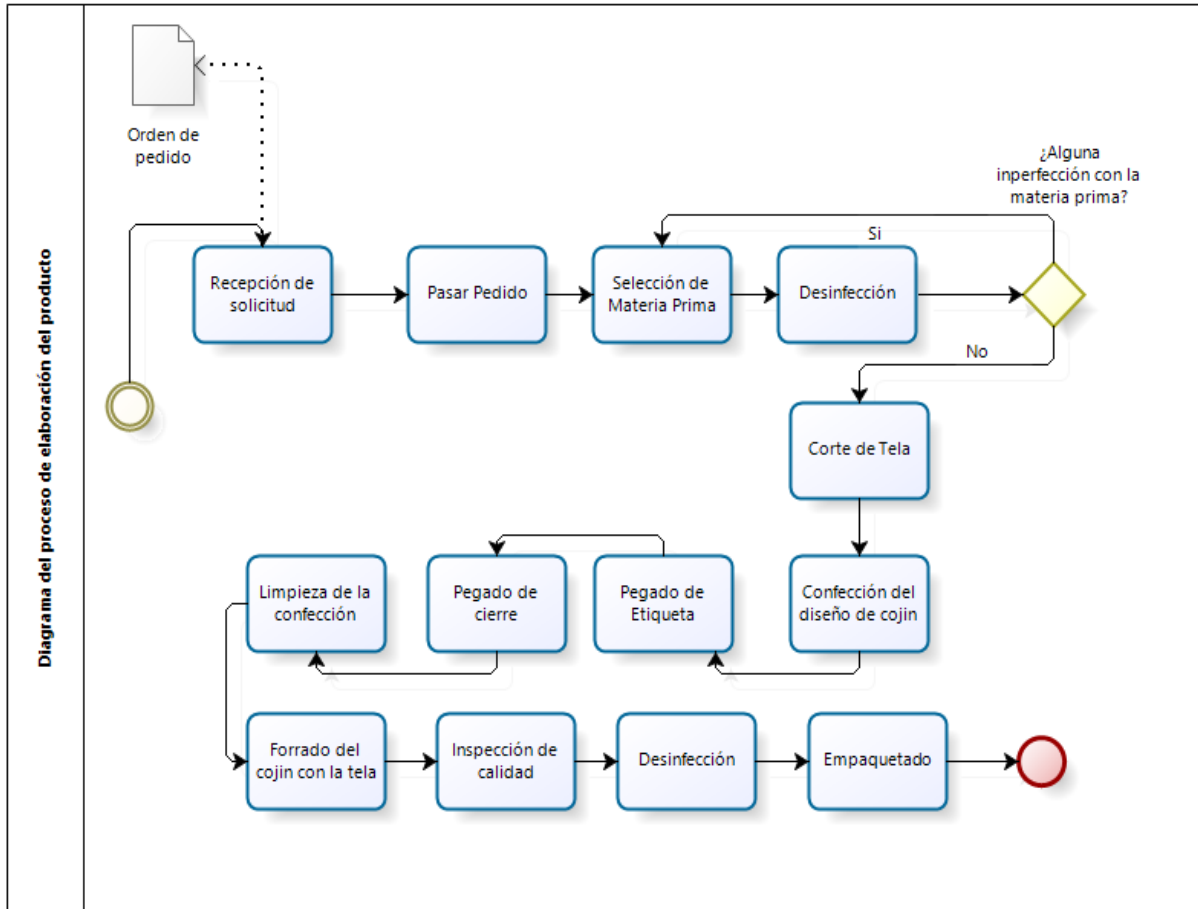 Diagrama del proceso de elaboración del producto
Orden de
pedido
¿Alguna
inperfección con la
materia prima?
Si
Recepción de
solicitud
Pasar Pedido
Selección de
Materia Prima
Desinfección
No
Corte de Tela
Confección del
diseño de cojin
Pegado de
Etiqueta
Pegado de
cierre
Limpieza de la
confección
Forrado del
cojin con la tela
Inspección de
calidad
Desinfección
Empaquetado